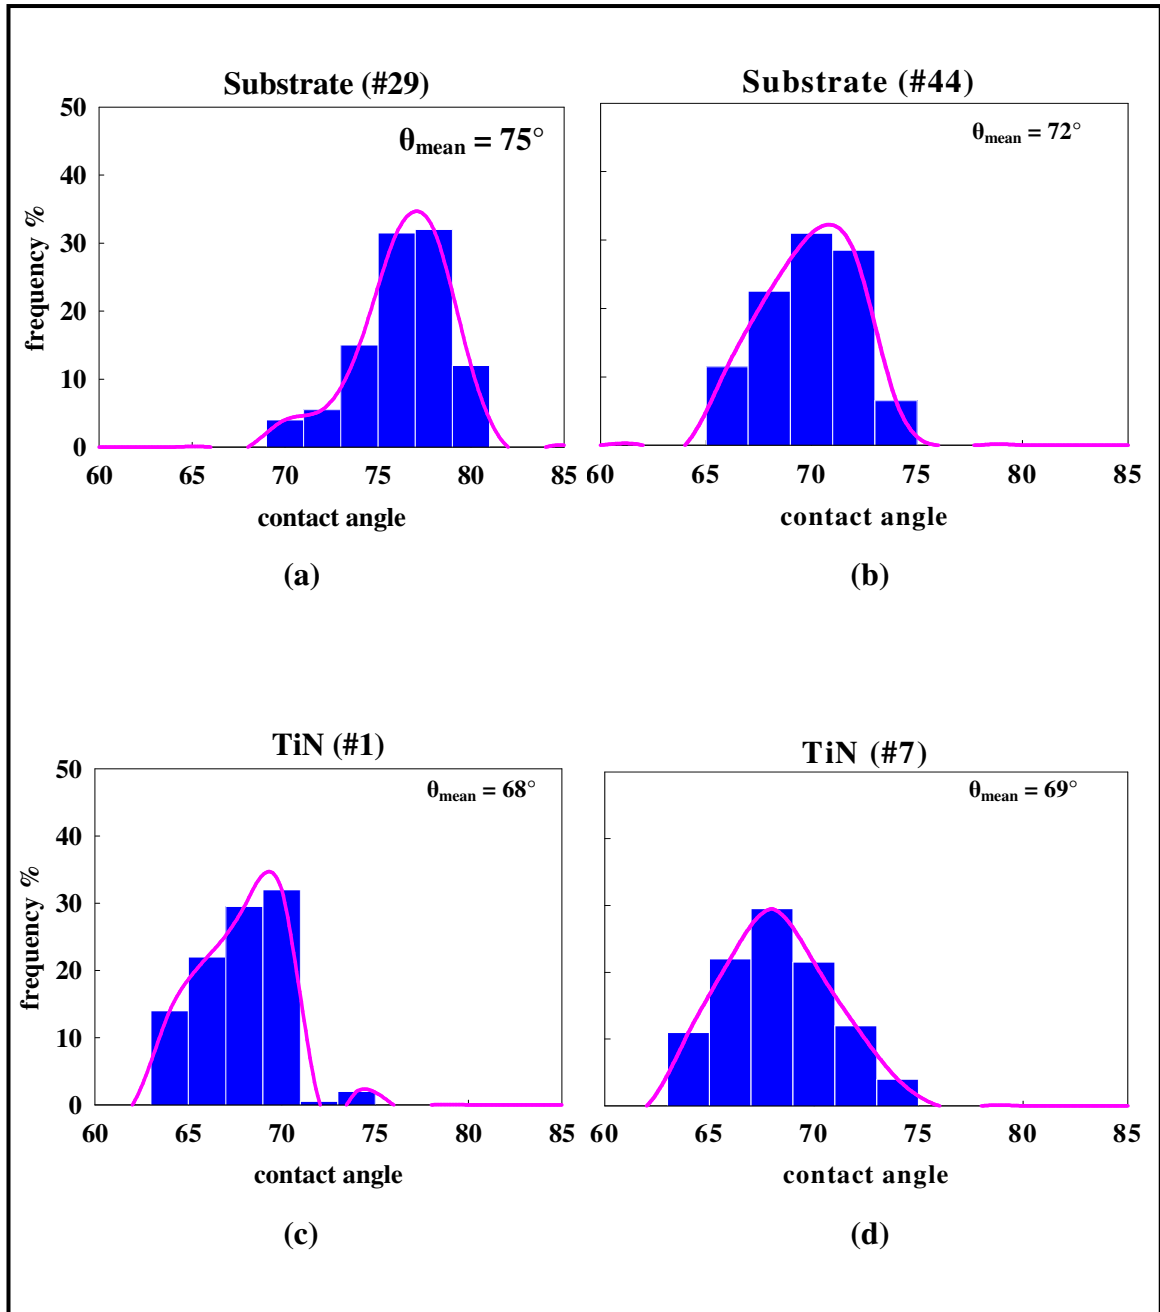 Substrate (#29)
θmean = 75°
50
40
30
20
10
0
frequency %
60 70 75 80 85
contact angle
(a)
Substrate (#44)
θmean = 72°
60 65 70 75 80 85
contact angle
(b)
TiN (#1)
θmean = 68°
50
40
30
20
10
0
frequency %
60 65 70 75 80 85
contact angle
(c)
TiN (#7)
θmean = 69°
60 65 70 75 80 85
contact angle
(d)